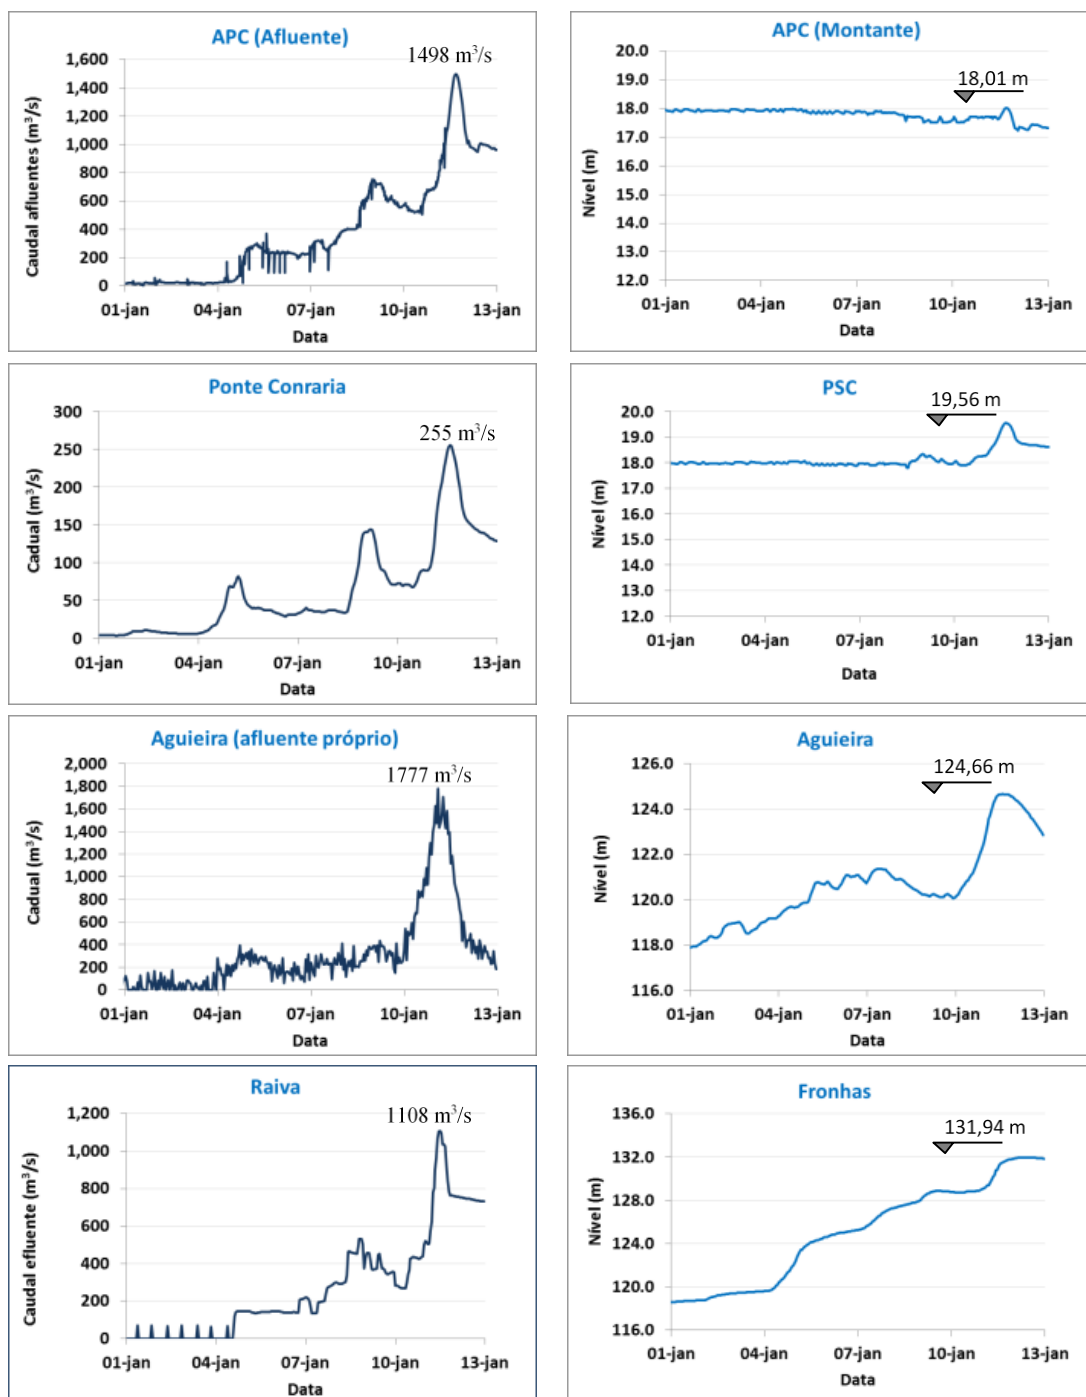 APC (Afluente)
1498 m³/s
Caudal afluentes (m³/s)
1,600
1,400
1,200
1,000
800
600
400
200
0
01-jan 04-jan 07-jan 10-jan 13-jan
Data
APC (Montante)
18,01 m
Nível (m)
20.0
19.0
18.0
17.0
16.0
15.0
14.0
13.0
12.0
01-jan 04-jan 07-jan 10-jan 13-jan
Data
Ponte Conraria
255 m³/s
Cadual (m³/s)
300
250
200
150
100
50
0
01-jan 04-jan 07-jan 10-jan 13-jan
Data
PSC
19,56 m
Nível (m)
20.0
19.0
18.0
17.0
16.0
15.0
14.0
13.0
12.0
01-jan 04-jan 07-jan 10-jan 13-jan
Data
Aguieira (afluente próprio)
1777 m³/s
Cadual (m³/s)
2,000
1,800
1,600
1,400
1,200
1,000
800
600
400
200
0
01-jan 04-jan 07-jan 10-jan 13-jan
Data
Aguieira
124,66 m
Nível (m)
126.0
124.0
122.0
120.0
118.0
116.0
01-jan 04-jan 07-jan 10-jan 13-jan
Data
Raiva
1108 m³/s
Caudal efluente (m³/s)
1,200
1,000
800
600
400
200
0
01-jan 04-jan 07-jan 10-jan 13-jan
Data
Fronhas
131,94 m
Nível (m)
136.0
132.0
128.0
124.0
120.0
116.0
01-jan 04-jan 07-jan 10-jan 13-jan
Data